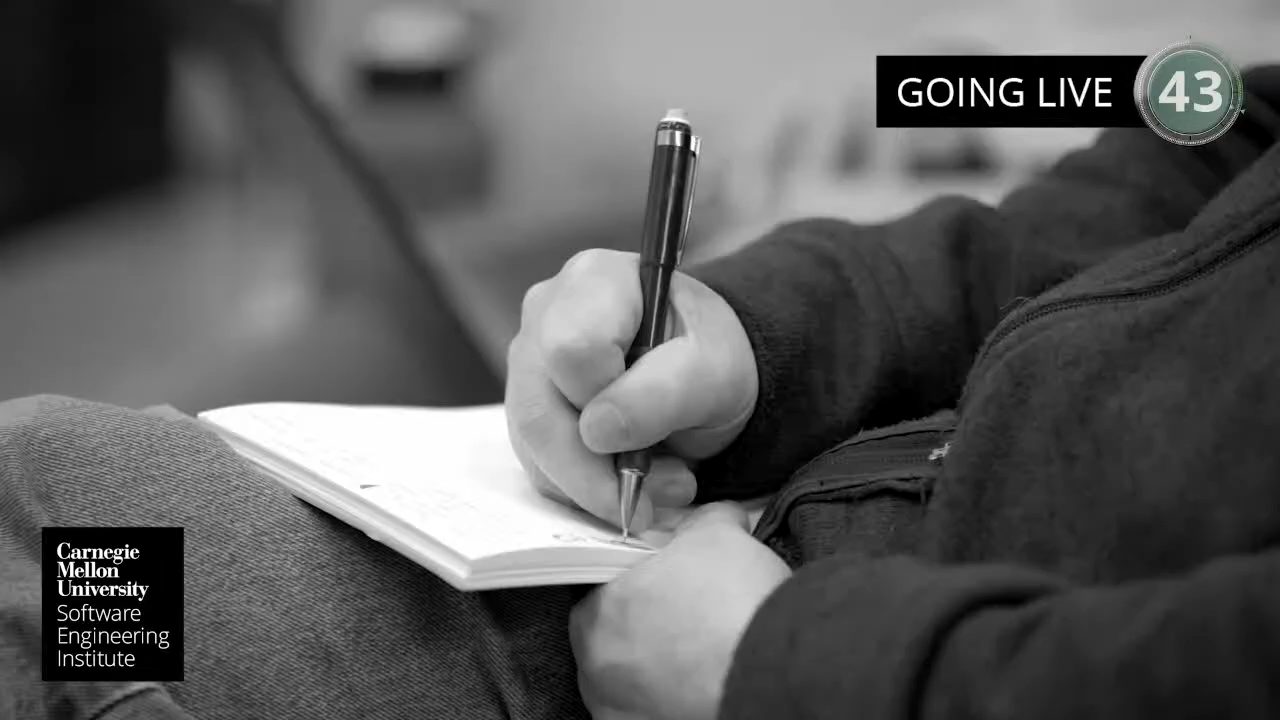 GOING LIVE 43
Carnegie
Mellon
University
Software
Engineering
Institute